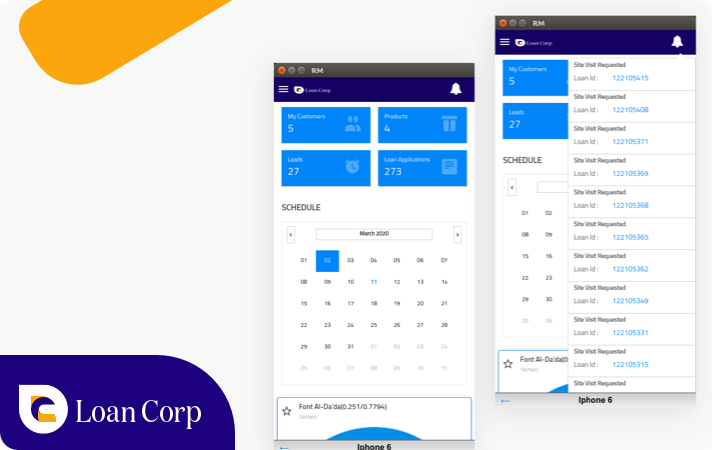 RM
Loan Corp
My Customers
5
Products
4
Leads
27
Loan Applications
273
SCHEDULE
<
March 2020
>
01 02 03 04 05 06 07
08 09 10 11 12 13 14
15 16 17 18 19 20 21
22 23 24 25 26 27 28
29 30 31 01 02 03 04
05 06 07 08 09 10 11
Font Al-Da'da(0.251/0.7794)
Yemen
Iphone 6
RM
Loan Corp
My Customers
5
Leads
27
SCHEDULE
<
01 02
08 09
15 16
22 23
29 30
05 06
Font Al-Da'da(0
Yemen
Site Visit Requested
Loan Id : 122105415
Site Visit Requested
Loan Id : 122105408
Site Visit Requested
Loan Id : 122105371
Site Visit Requested
Loan Id : 122105369
Site Visit Requested
Loan Id : 122105368
Site Visit Requested
Loan Id : 122105365
Site Visit Requested
Loan Id : 122105362
Site Visit Requested
Loan Id : 122105349
Site Visit Requested
Loan Id : 122105331
Site Visit Requested
Loan Id : 122105315
Site Visit Requested
Iphone 6
Loan Corp